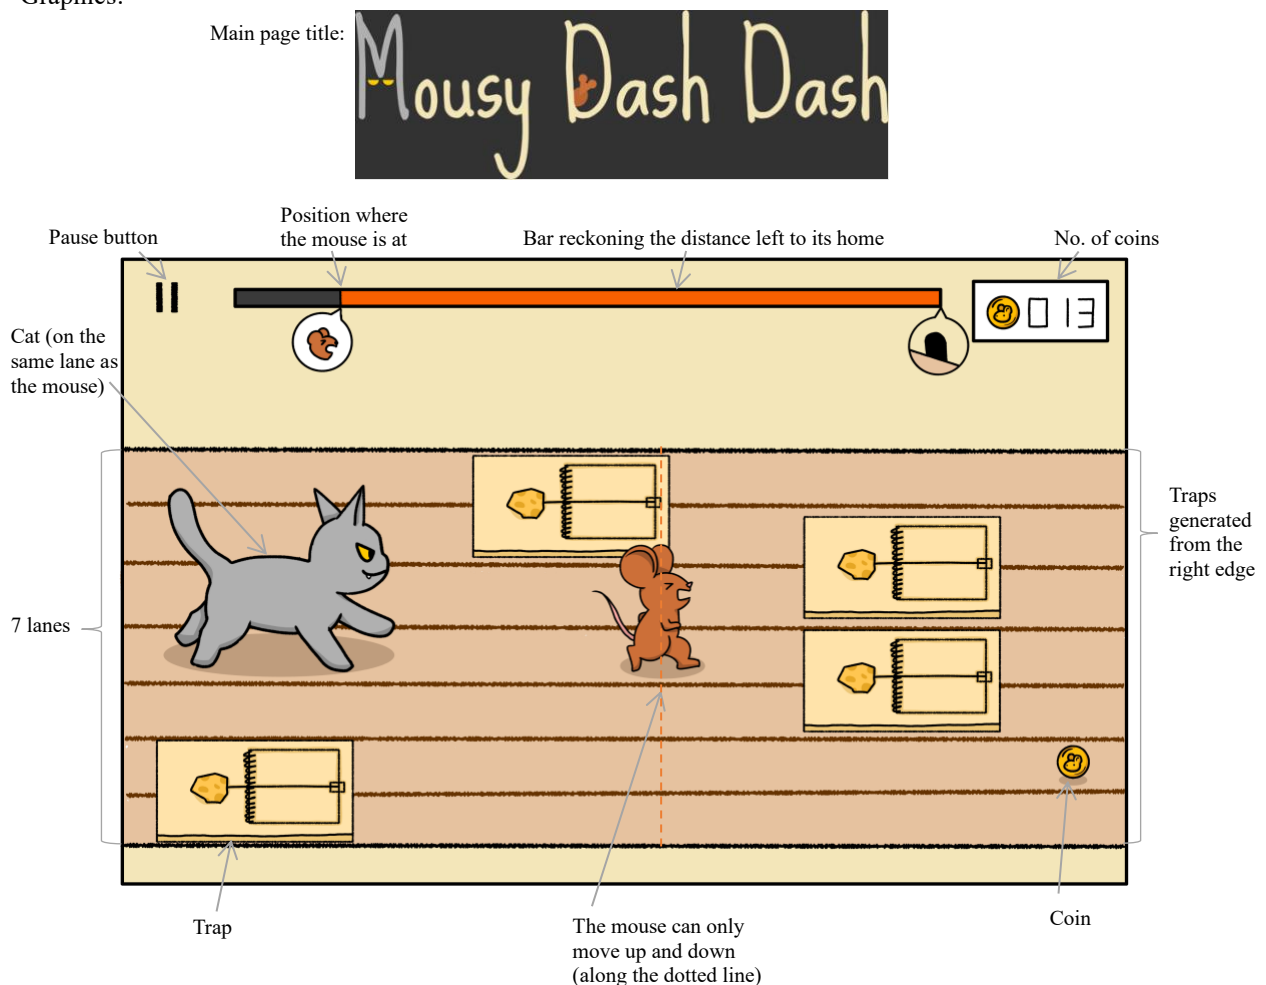 Graphics:
Main page title:
Mousy Dash Dash
Position where
the mouse is at
Pause button
Bar reckoning the distance left to its home
No. of coins
013
Cat (on the
same lane as
the mouse)
Traps
generated
from the
right edge
7 lanes
Trap
The mouse can only
move up and down
(along the dotted line)
Coin